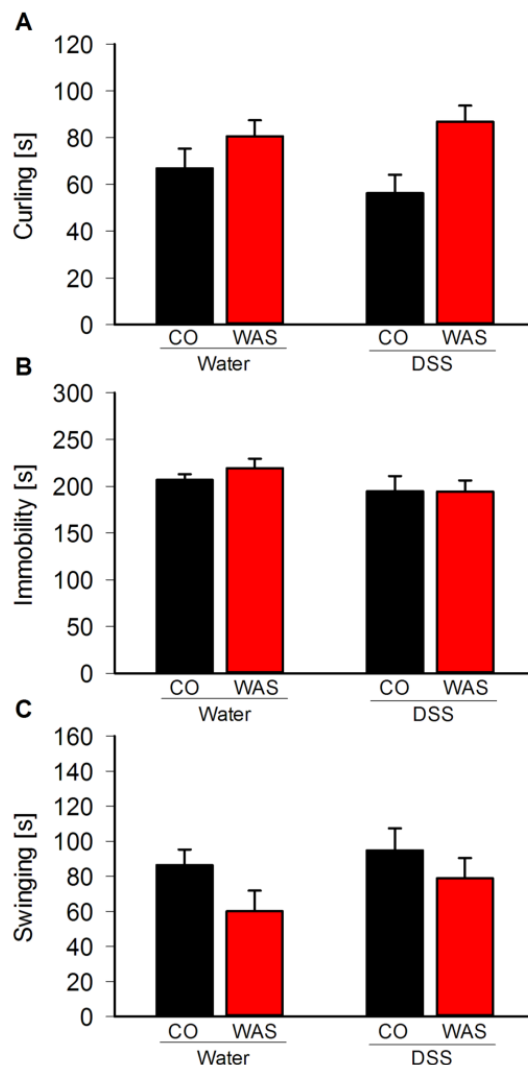 A
120
100
80
60
40
20
0
Curling [s]
CO WAS CO WAS
Water DSS
B
300
250
200
150
100
50
0
Immobility [s]
CO WAS CO WAS
Water DSS
C
160
140
120
100
80
60
40
20
0
Swinging [s]
CO WAS CO WAS
Water DSS